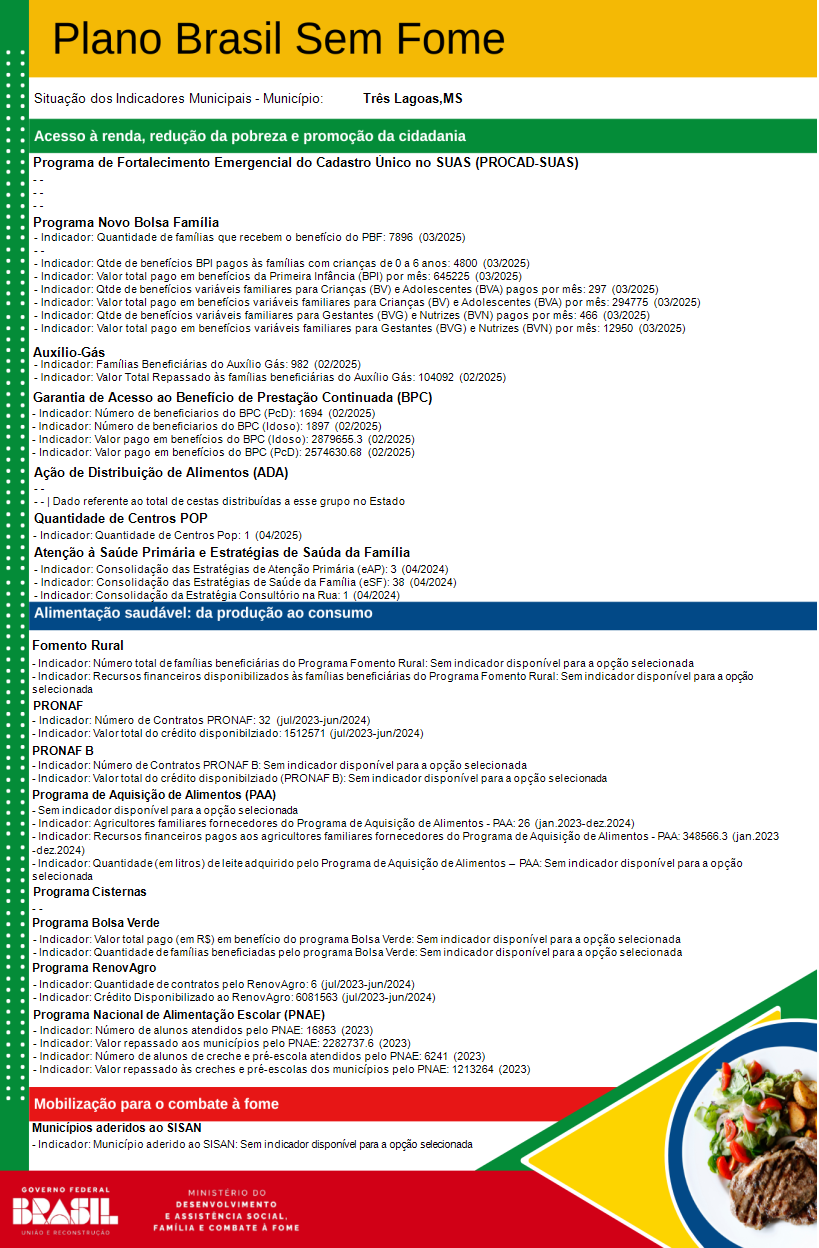 Plano Brasil Sem Fome
Situação dos Indicadores Municipais - Município: Três Lagoas,MS
Acesso à renda, redução da pobreza e promoção da cidadania
Programa de Fortalecimento Emergencial do Cadastro Único no SUAS (PROCAD-SUAS)
- -
- -
- -
Programa Novo Bolsa Família
- Indicador: Quantidade de famílias que recebem o benefício do PBF: 7896 (03/2025)
- -
- Indicador: Qtde de benefícios BPI pagos às famílias com crianças de 0 a 6 anos: 4800 (03/2025)
- Indicador: Valor total pago em benefícios da Primeira Infância (BPI) por mês: 645225 (03/2025)
- Indicador: Qtde de benefícios variáveis familiares para Crianças (BV) e Adolescentes (BVA) pagos por mês: 297 (03/2025)
- Indicador: Valor total pago em benefícios variáveis familiares para Crianças (BV) e Adolescentes (BVA) por mês: 294775 (03/2025)
- Indicador: Qtde de benefícios variáveis familiares para Gestantes (BVG) e Nutrizes (BVN) pagos por mês: 466 (03/2025)
- Indicador: Valor total pago em benefícios variáveis familiares para Gestantes (BVG) e Nutrizes (BVN) por mês: 12950 (03/2025)
Auxílio-Gás
- Indicador: Famílias Beneficiárias do Auxílio Gás: 982 (02/2025)
- Indicador: Valor Total Repassado às famílias beneficiárias do Auxílio Gás: 104092 (02/2025)
Garantia de Acesso ao Benefício de Prestação Continuada (BPC)
- Indicador: Número de beneficiarios do BPC (PcD): 1694 (02/2025)
- Indicador: Número de beneficiarios do BPC (Idoso): 1897 (02/2025)
- Indicador: Valor pago em benefícios do BPC (Idoso): 2879655.3 (02/2025)
- Indicador: Valor pago em benefícios do BPC (PcD): 2574630.68 (02/2025)
Ação de Distribuição de Alimentos (ADA)
- -
- - | Dado referente ao total de cestas distribuídas a esse grupo no Estado
Quantidade de Centros POP
- Indicador: Quantidade de Centros Pop: 1 (04/2025)
Atenção à Saúde Primária e Estratégias de Saúda da Família
- Indicador: Consolidação das Estratégias de Atenção Primária (eAP): 3 (04/2024)
- Indicador: Consolidação das Estratégias de Saúde da Família (eSF): 38 (04/2024)
- Indicador: Consolidação da Estratégia Consultório na Rua: 1 (04/2024)
Alimentação saudável: da produção ao consumo
Fomento Rural
- Indicador: Número total de famílias beneficiárias do Programa Fomento Rural: Sem indicador disponível para a opção selecionada
- Indicador: Recursos financeiros disponibilizados às famílias beneficiárias do Programa Fomento Rural: Sem indicador disponível para a opção
selecionada
PRONAF
- Indicador: Número de Contratos PRONAF: 32 (jul/2023-jun/2024)
- Indicador: Valor total do crédito disponibilziado: 1512571 (jul/2023-jun/2024)
PRONAF B
- Indicador: Número de Contratos PRONAF B: Sem indicador disponível para a opção selecionada
- Indicador: Valor total do crédito disponibilziado (PRONAF B): Sem indicador disponível para a opção selecionada
Programa de Aquisição de Alimentos (PAA)
- Sem indicador disponível para a opção selecionada
- Indicador: Agricultores familiares fornecedores do Programa de Aquisição de Alimentos - PAA: 26 (jan.2023-dez.2024)
- Indicador: Recursos financeiros pagos aos agricultores familiares fornecedores do Programa de Aquisição de Alimentos - PAA: 348566.3 (jan.2023
-dez.2024)
- Indicador: Quantidade (em litros) de leite adquirido pelo Programa de Aquisição de Alimentos – PAA: Sem indicador disponível para a opção
selecionada
Programa Cisternas
- -
Programa Bolsa Verde
- Indicador: Valor total pago (em R$) em benefício do programa Bolsa Verde: Sem indicador disponível para a opção selecionada
- Indicador: Quantidade de famílias beneficiadas pelo programa Bolsa Verde: Sem indicador disponível para a opção selecionada
Programa RenovAgro
- Indicador: Quantidade de contratos pelo RenovAgro: 6 (jul/2023-jun/2024)
- Indicador: Crédito Disponibilizado ao RenovAgro: 6081563 (jul/2023-jun/2024)
Programa Nacional de Alimentação Escolar (PNAE)
- Indicador: Número de alunos atendidos pelo PNAE: 16853 (2023)
- Indicador: Valor repassado aos municípios pelo PNAE: 2282737.6 (2023)
- Indicador: Número de alunos de creche e pré-escola atendidos pelo PNAE: 6241 (2023)
- Indicador: Valor repassado às creches e pré-escolas dos municípios pelo PNAE: 1213264 (2023)
Mobilização para o combate à fome
Municípios aderidos ao SISAN
- Indicador: Município aderido ao SISAN: Sem indicador disponível para a opção selecionada
GOVERNO FEDERAL
BRASIL
UNIÃO E RECONSTRUÇÃO
MINISTÉRIO DO
DESENVOLVIMENTO
E ASSISTÊNCIA SOCIAL,
FAMÍLIA E COMBATE À FOME